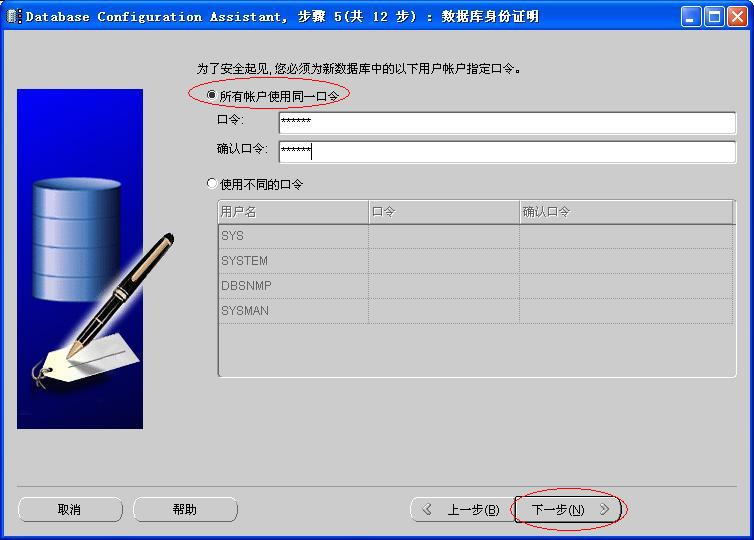 Database Configuration Assistant, 步骤 5(共 12 步) : 数据库身份证明
为了安全起见,您必须为新数据库中的以下用户帐户指定口令。
所有帐户使用同一口令
口令: ******
确认口令: ******
使用不同的口令
用户名 口令 确认口令
SYS
SYSTEM
DBSNMP
SYSMAN
取消 帮助 上一步(B) 下一步(N)